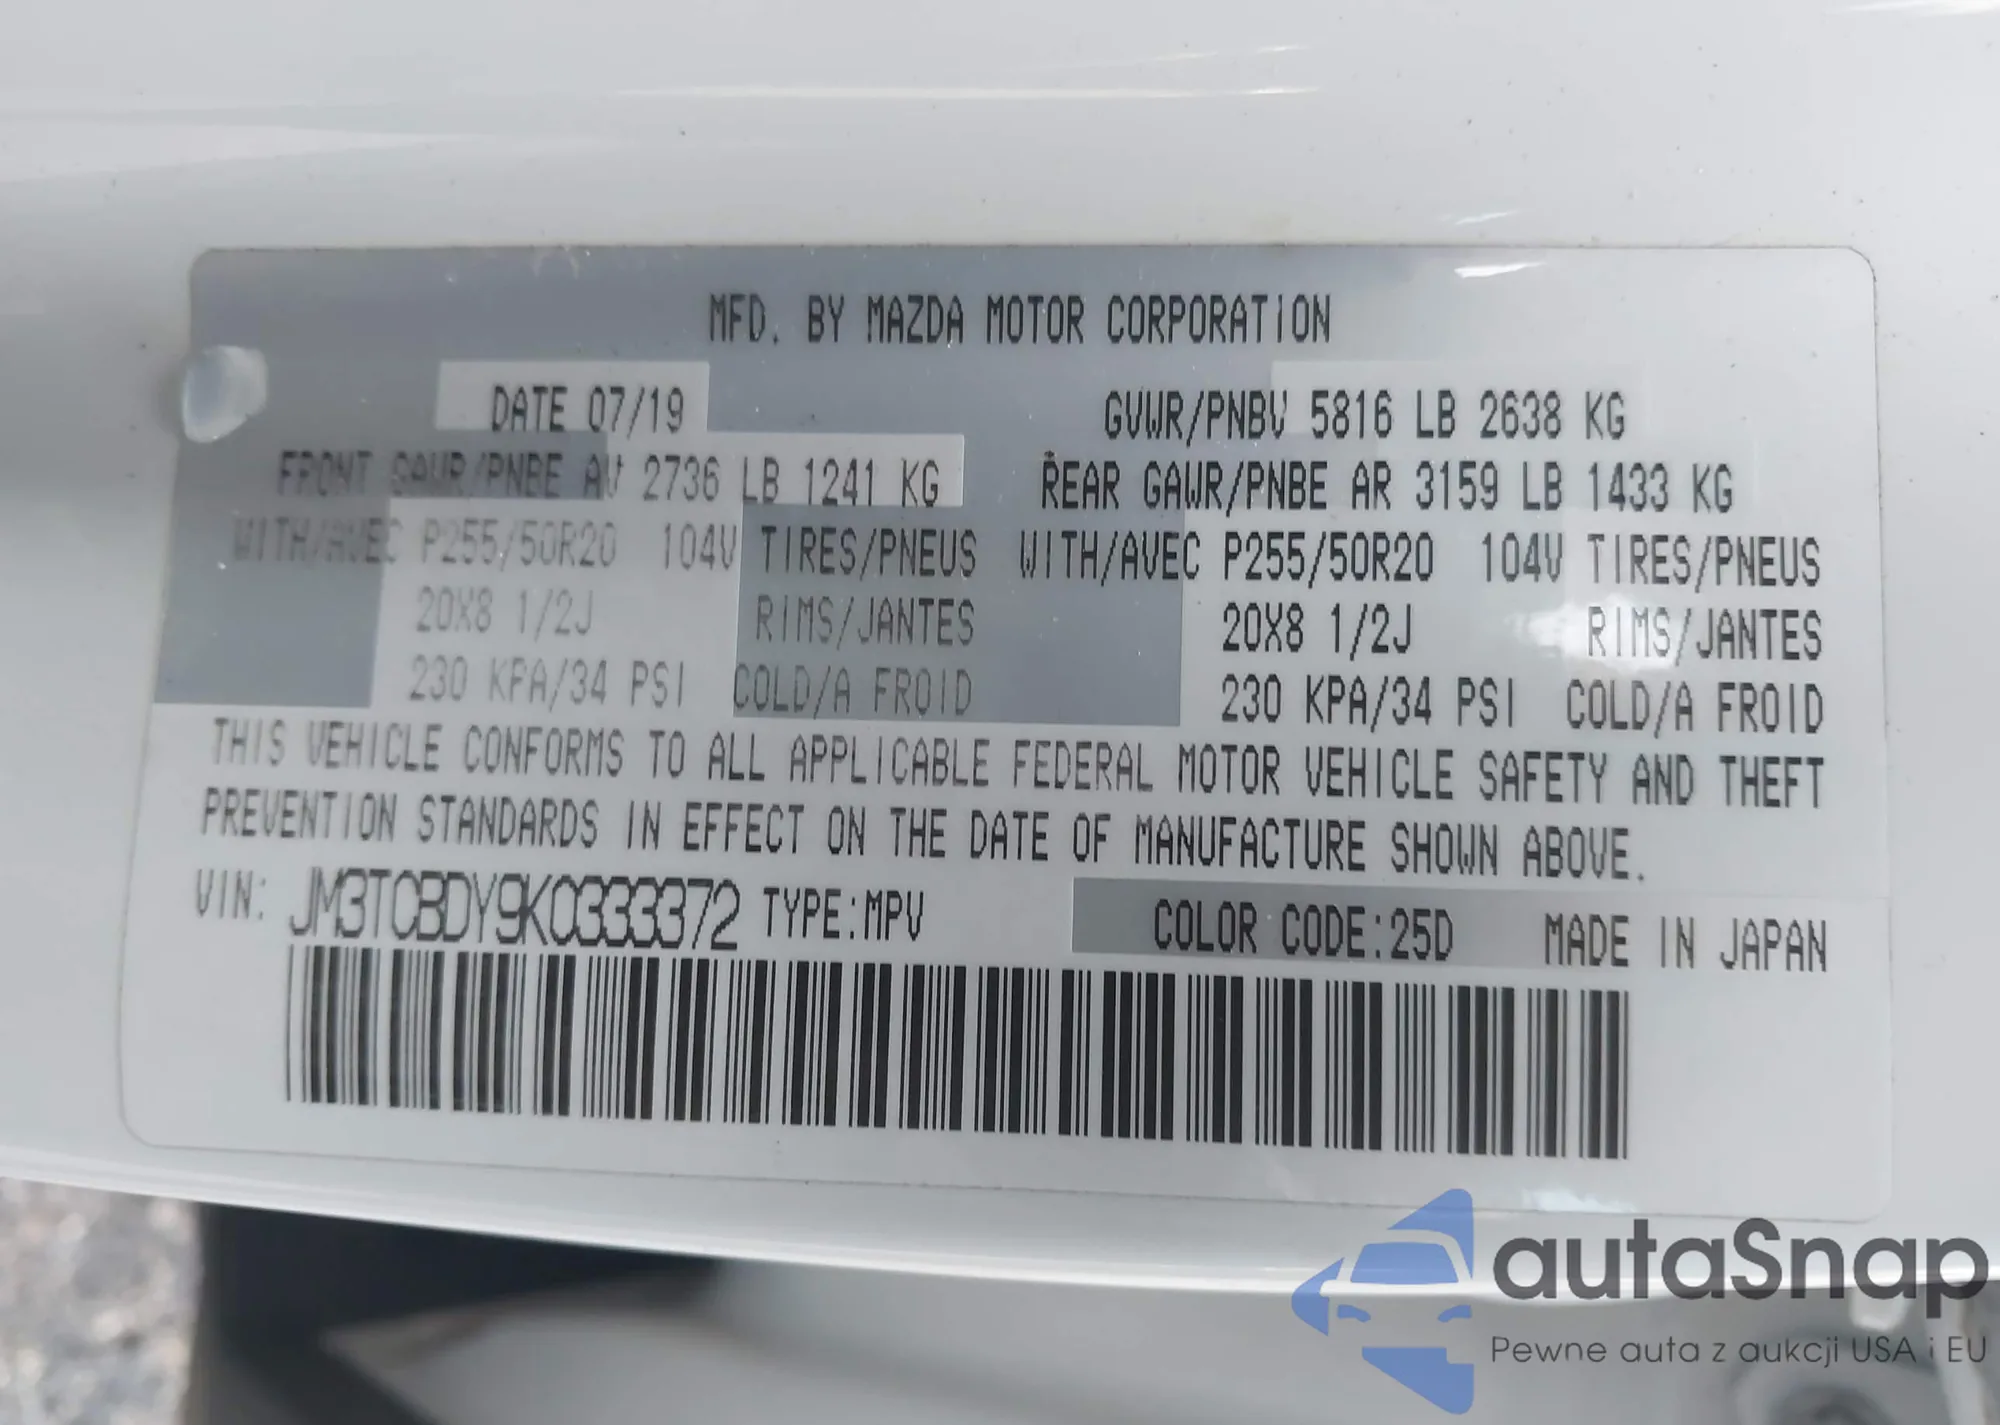 MFD. BY MAZDA MOTOR CORPORATION
DATE 07/19 GVWR/PNBV 5816 LB 2638 KG
FRONT GAWR/PNBE AV 2736 LB 1241 KG REAR GAWR/PNBE AR 3159 LB 1433 KG
WITH/AVEC P255/50R20 104V TIRES/PNEUS WITH/AVEC P255/50R20 104V TIRES/PNEUS
20X8 1/2J RIMS/JANTES 20X8 1/2J RIMS/JANTES
230 KPA/34 PSI COLD/A FROID 230 KPA/34 PSI COLD/A FROID
THIS VEHICLE CONFORMS TO ALL APPLICABLE FEDERAL MOTOR VEHICLE SAFETY AND THEFT
PREVENTION STANDARDS IN EFFECT ON THE DATE OF MANUFACTURE SHOWN ABOVE.
VIN: JM3TCBDY9K0333372 TYPE:MPV COLOR CODE:25D MADE IN JAPAN
autaSnap
Pewne auta z aukcji USA i EU